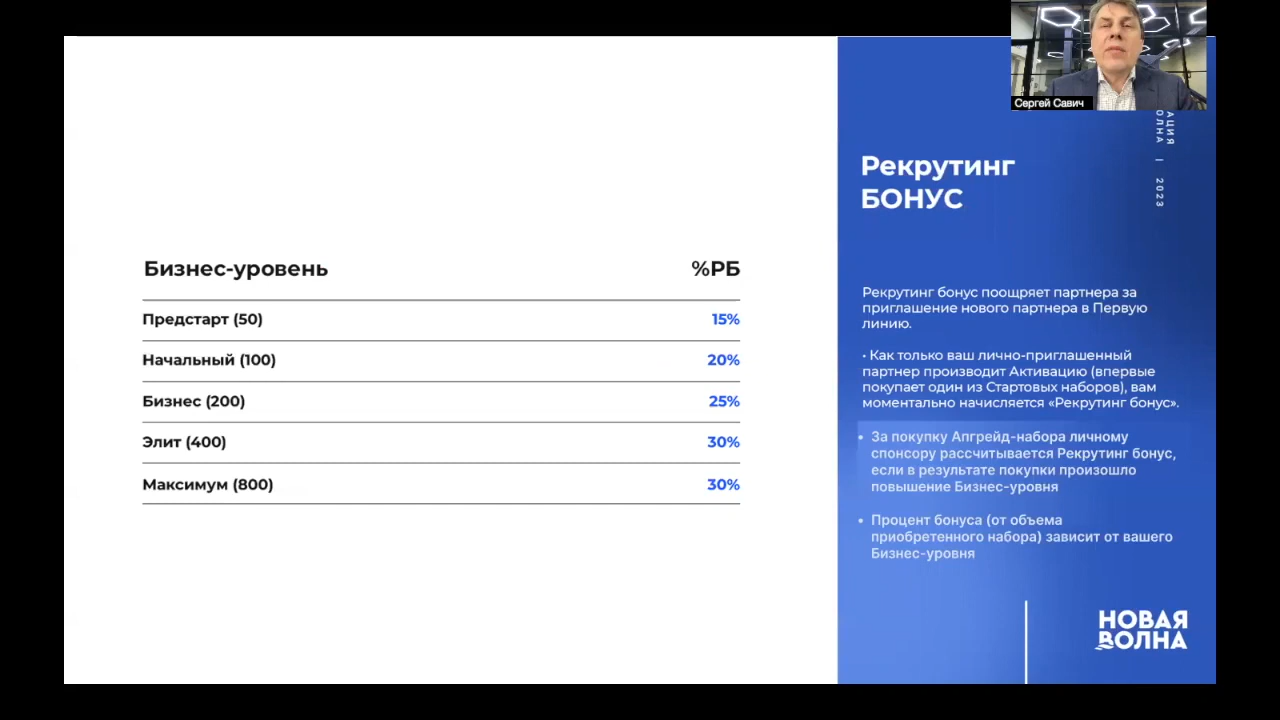 Сергей Савич
АЦИЯ
ОЛНА | 2023
Рекрутинг
БОНУС
Бизнес-уровень %РБ
Предстарт (50) 15%
Начальный (100) 20%
Бизнес (200) 25%
Элит (400) 30%
Максимум (800) 30%
Рекрутинг бонус поощряет партнера за
приглашение нового партнера в Первую
линию.
• Как только ваш лично-приглашенный
партнер производит Активацию (впервые
покупает один из Стартовых наборов), вам
моментально начисляется «Рекрутинг бонус».
• За покупку Апгрейд-набора личному
спонсору рассчитывается Рекрутинг бонус,
если в результате покупки произошло
повышение Бизнес-уровня
• Процент бонуса (от объема
приобретенного набора) зависит от вашего
Бизнес-уровня
НОВАЯ
ВОЛНА